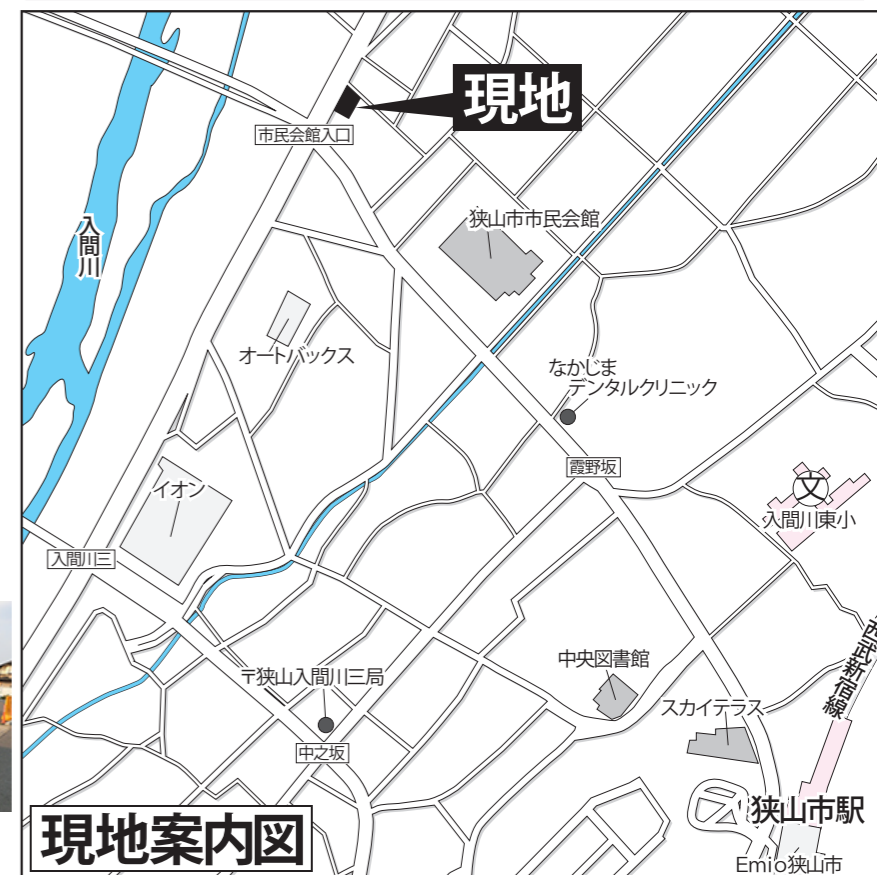 現地
市民会館入口
狭山市市民会館
入間川
オートバックス
なかじま
デンタルクリニック
霞野坂
イオン
文
入間川東小
入間川三
西武新宿線
中央図書館
〒狭山入間川三局
スカイテラス
中之坂
狭山市駅
現地案内図
Emio狭山市